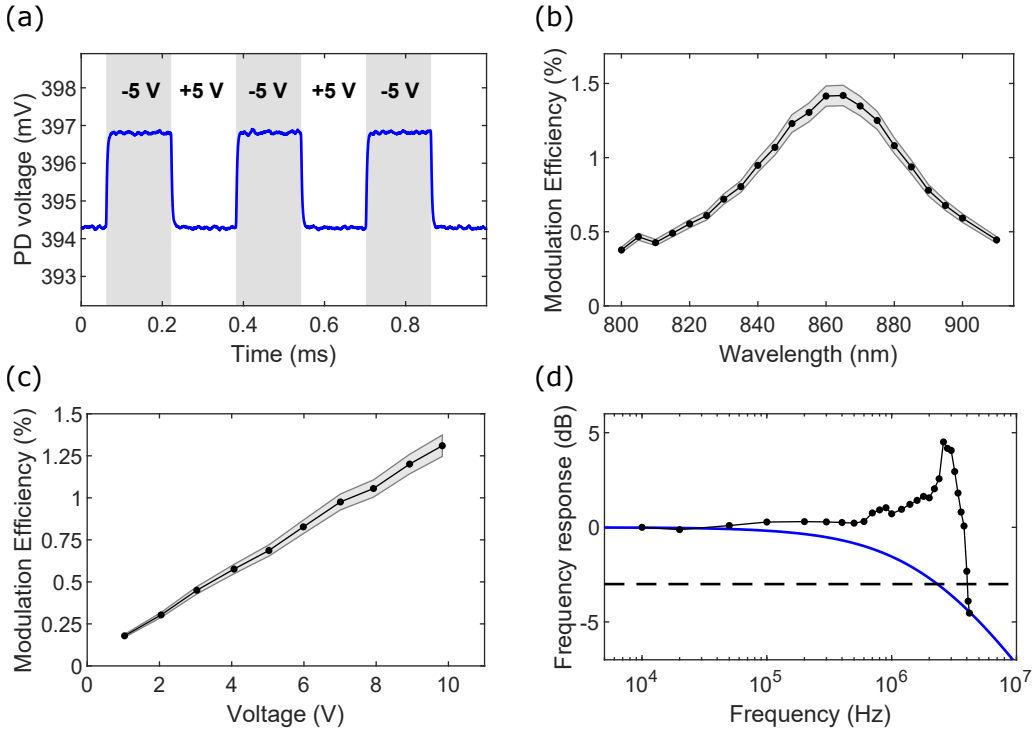 (a)
-5 V +5 V -5 V +5 V -5 V
398
397
396
395
394
393
PD voltage (mV)
0 0.2 0.4 0.6 0.8
Time (ms)
(b)
1.5
1
0.5
0
Modulation Efficiency (%)
800 820 840 860 880 900
Wavelength (nm)
(c)
1.5
1.25
1
0.75
0.5
0.25
0
Modulation Efficiency (%)
0 2 4 6 8 10
Voltage (V)
(d)
5
0
-5
Frequency response (dB)
10⁴ 10⁵ 10⁶ 10⁷
Frequency (Hz)